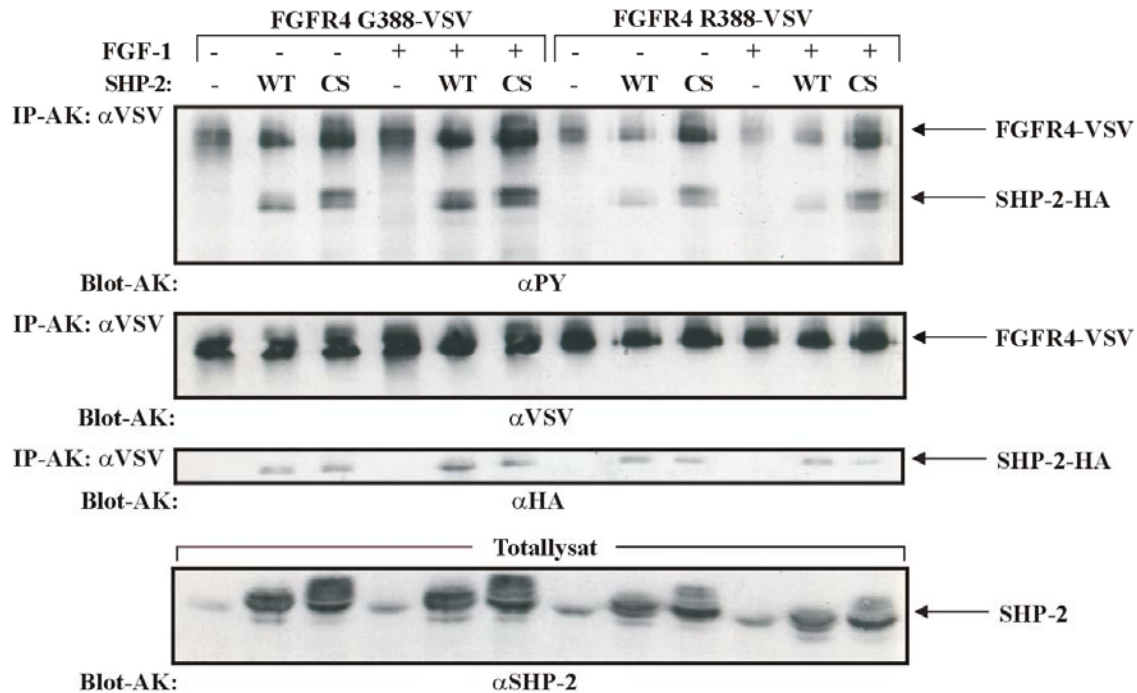 FGFR4 G388-VSV FGFR4 R388-VSV
FGF-1 - - - + + + - - - + + +
SHP-2: - WT CS - WT CS - WT CS - WT CS
IP-AK: αVSV
FGFR4-VSV
SHP-2-HA
Blot-AK: αPY
IP-AK: αVSV
FGFR4-VSV
Blot-AK: αVSV
IP-AK: αVSV
SHP-2-HA
Blot-AK: αHA
Totallysat
SHP-2
Blot-AK: αSHP-2